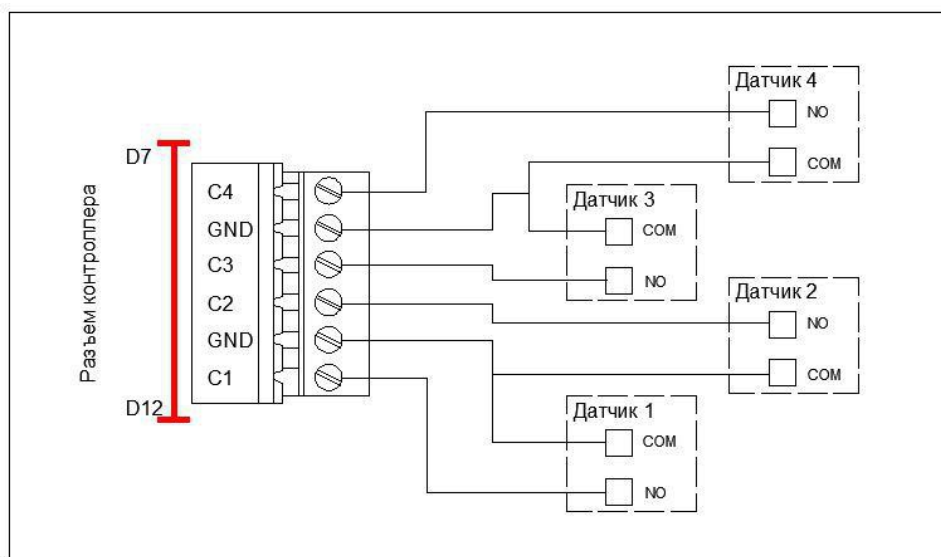 Датчик 4
NO
COM
D7
Разъем контроллера
C4
GND
C3
C2
GND
C1
D12
Датчик 3
COM
NO
Датчик 2
NO
COM
Датчик 1
COM
NO